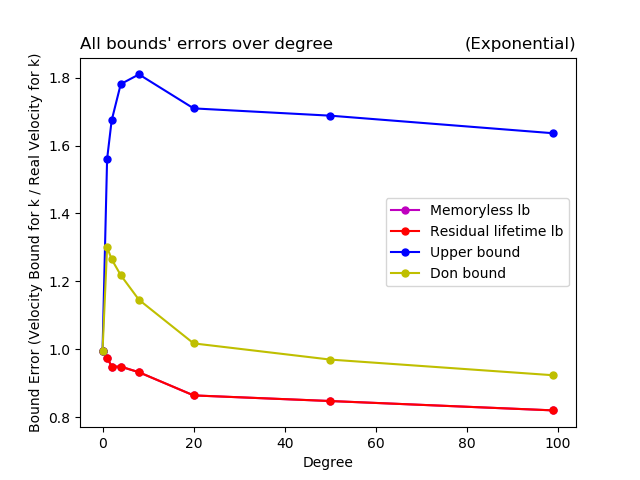 All bounds' errors over degree (Exponential)
Bound Error (Velocity Bound for k / Real Velocity for k)
1.8
1.6
1.4
1.2
1.0
0.8
Memoryless lb
Residual lifetime lb
Upper bound
Don bound
0 20 40 60 80 100
Degree